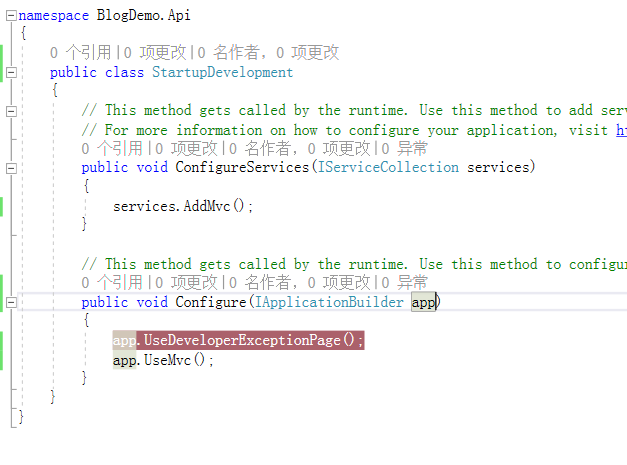 namespace BlogDemo.Api
{
0 个引用|0 项更改|0 名作者, 0 项更改
public class StartupDevelopment
{
// This method gets called by the runtime. Use this method to add ser
// For more information on how to configure your application, visit h
0 个引用|0 项更改|0 名作者, 0 项更改|0 异常
public void ConfigureServices(IServiceCollection services)
{
services.AddMvc();
}
// This method gets called by the runtime. Use this method to configu
0 个引用|0 项更改|0 名作者, 0 项更改|0 异常
public void Configure(IApplicationBuilder app)
{
app.UseDeveloperExceptionPage();
app.UseMvc();
}
}
}